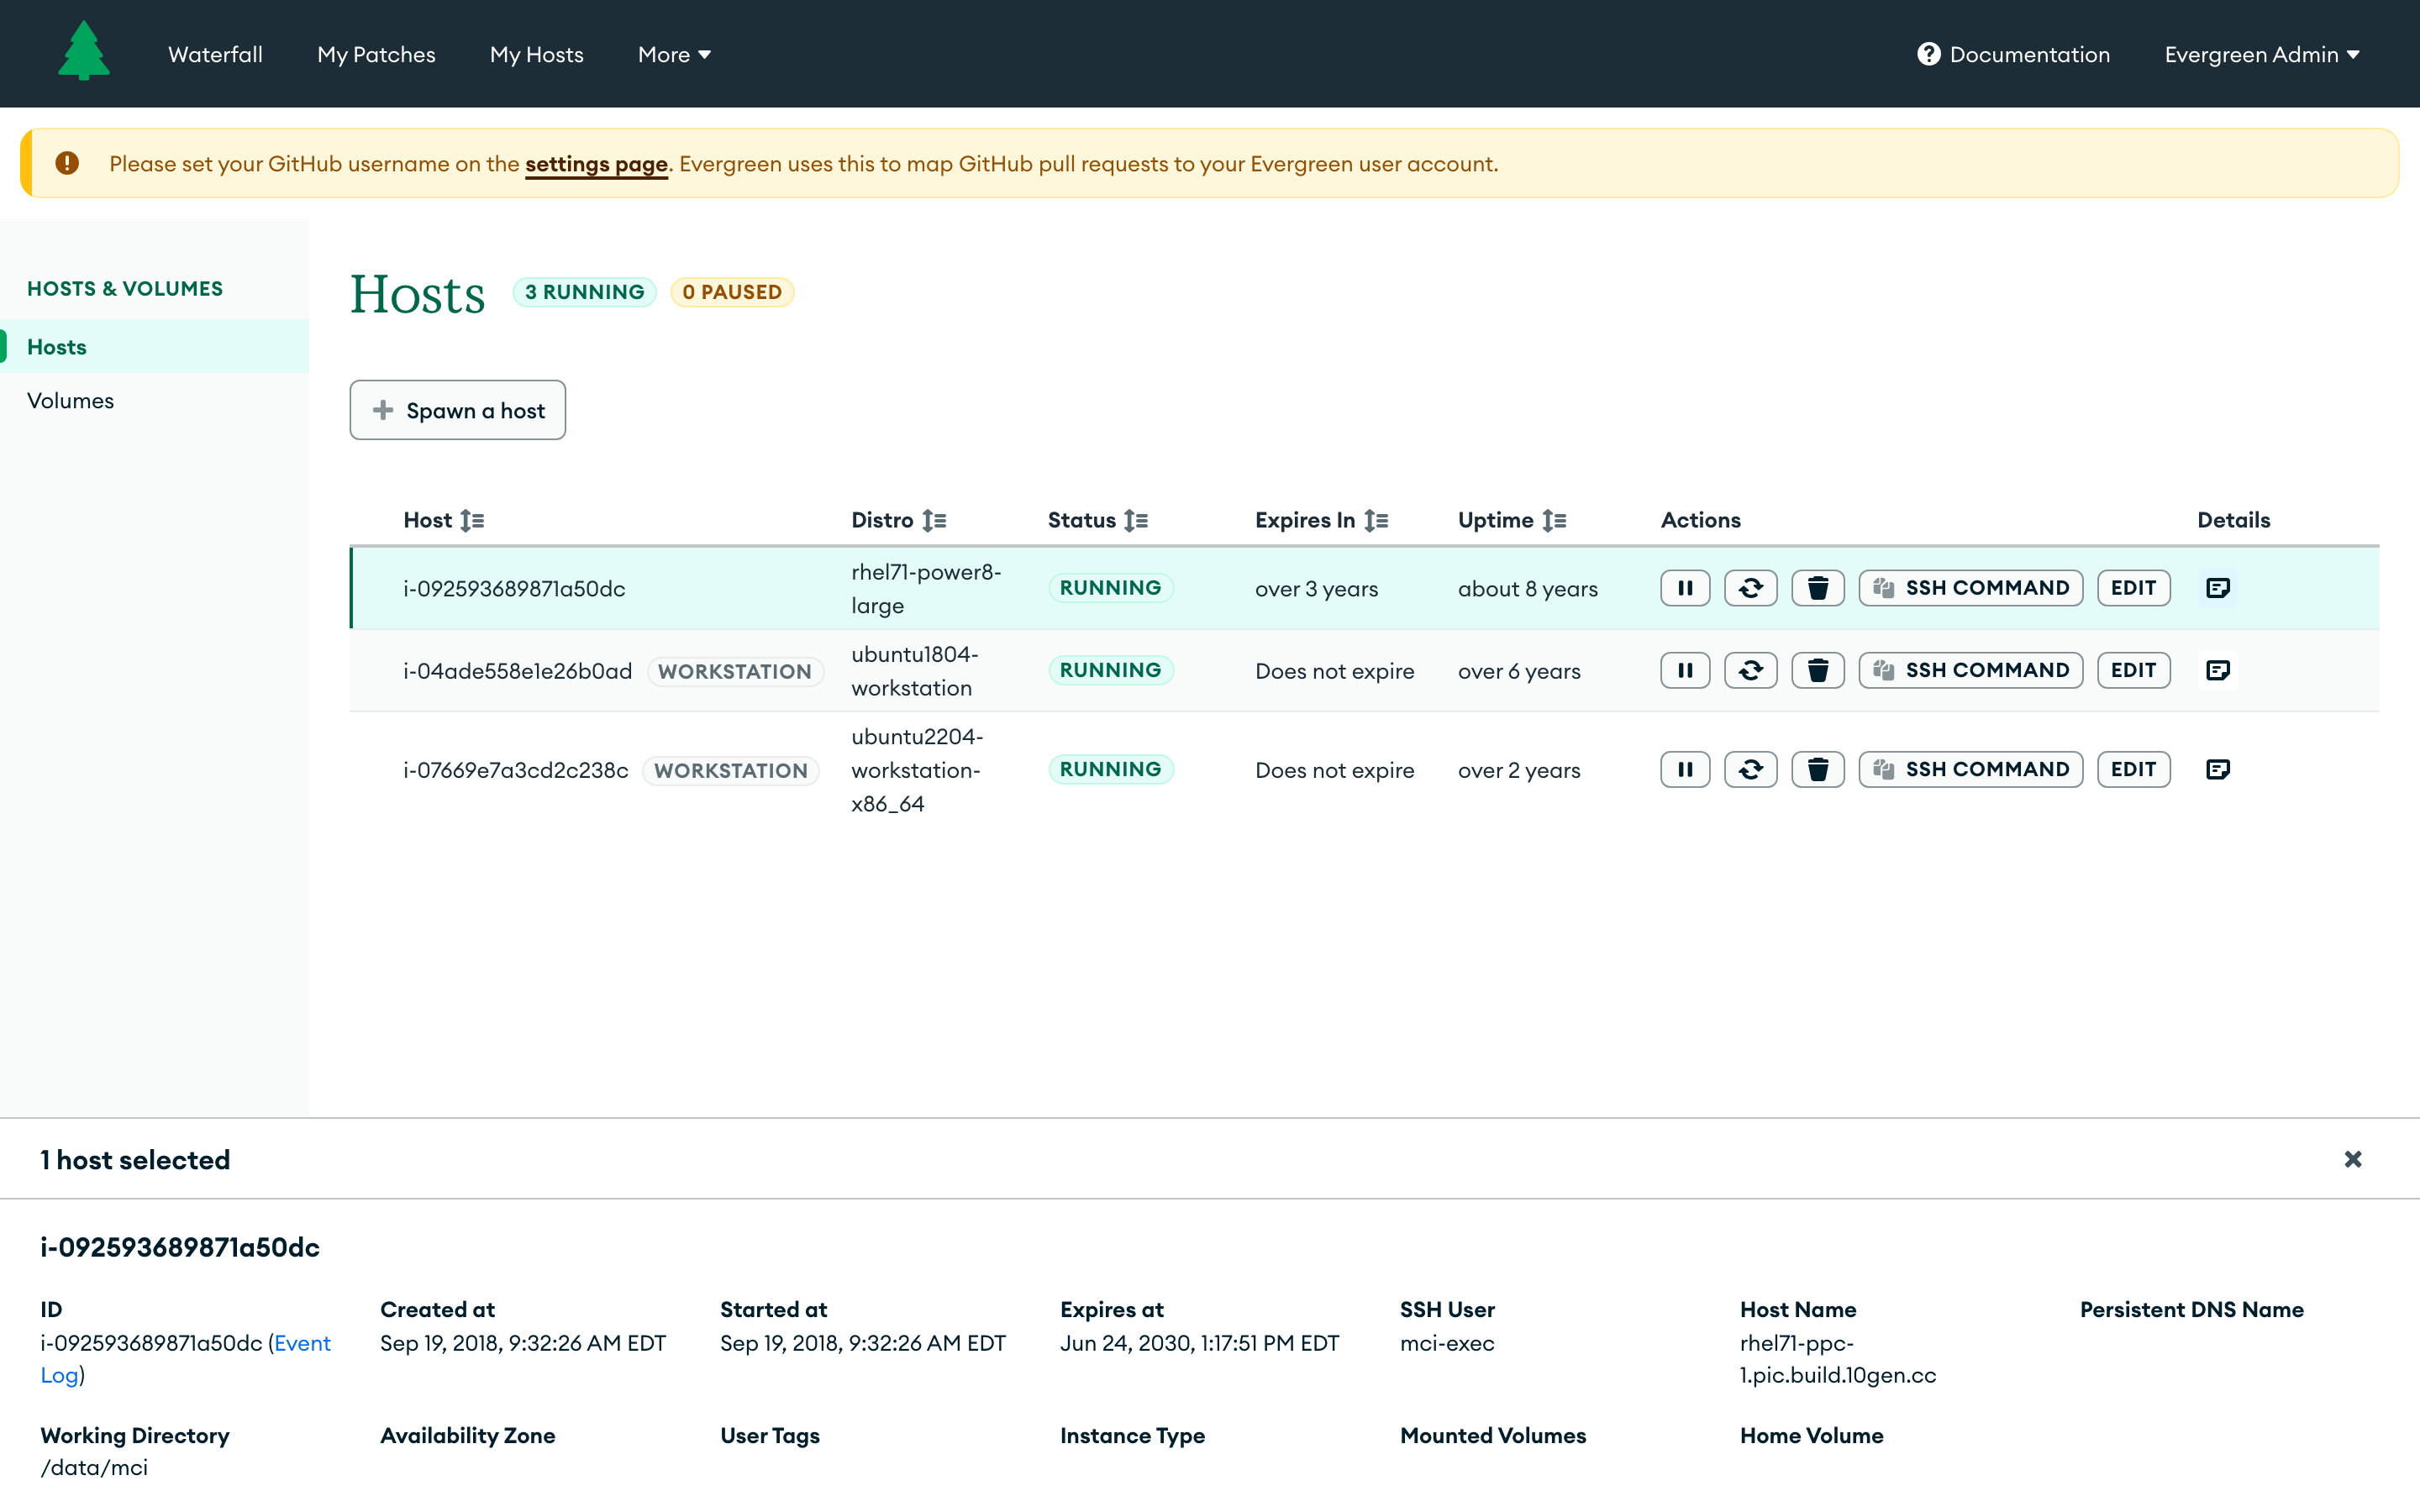 Waterfall My Patches My Hosts More Documentation Evergreen Admin
Please set your GitHub username on the settings page. Evergreen uses this to map GitHub pull requests to your Evergreen user account.
HOSTS & VOLUMES
Hosts
Volumes
Hosts 3 RUNNING 0 PAUSED
Spawn a host
Host Distro Status Expires In Uptime Actions Details
i-092593689871a50dc rhel71-power8-
large RUNNING over 3 years about 8 years SSH COMMAND EDIT
i-04ade558e1e26b0ad WORKSTATION ubuntu1804-
workstation RUNNING Does not expire over 6 years SSH COMMAND EDIT
i-07669e7a3cd2c238c WORKSTATION ubuntu2204-
workstation-
x86_64 RUNNING Does not expire over 2 years SSH COMMAND EDIT
1 host selected
i-092593689871a50dc
ID Created at Started at Expires at SSH User Host Name Persistent DNS Name
i-092593689871a50dc (Event Sep 19, 2018, 9:32:26 AM EDT Sep 19, 2018, 9:32:26 AM EDT Jun 24, 2030, 1:17:51 PM EDT mci-exec rhel71-ppc-
Log) 1.pic.build.10gen.cc
Working Directory Availability Zone User Tags Instance Type Mounted Volumes Home Volume
/data/mci